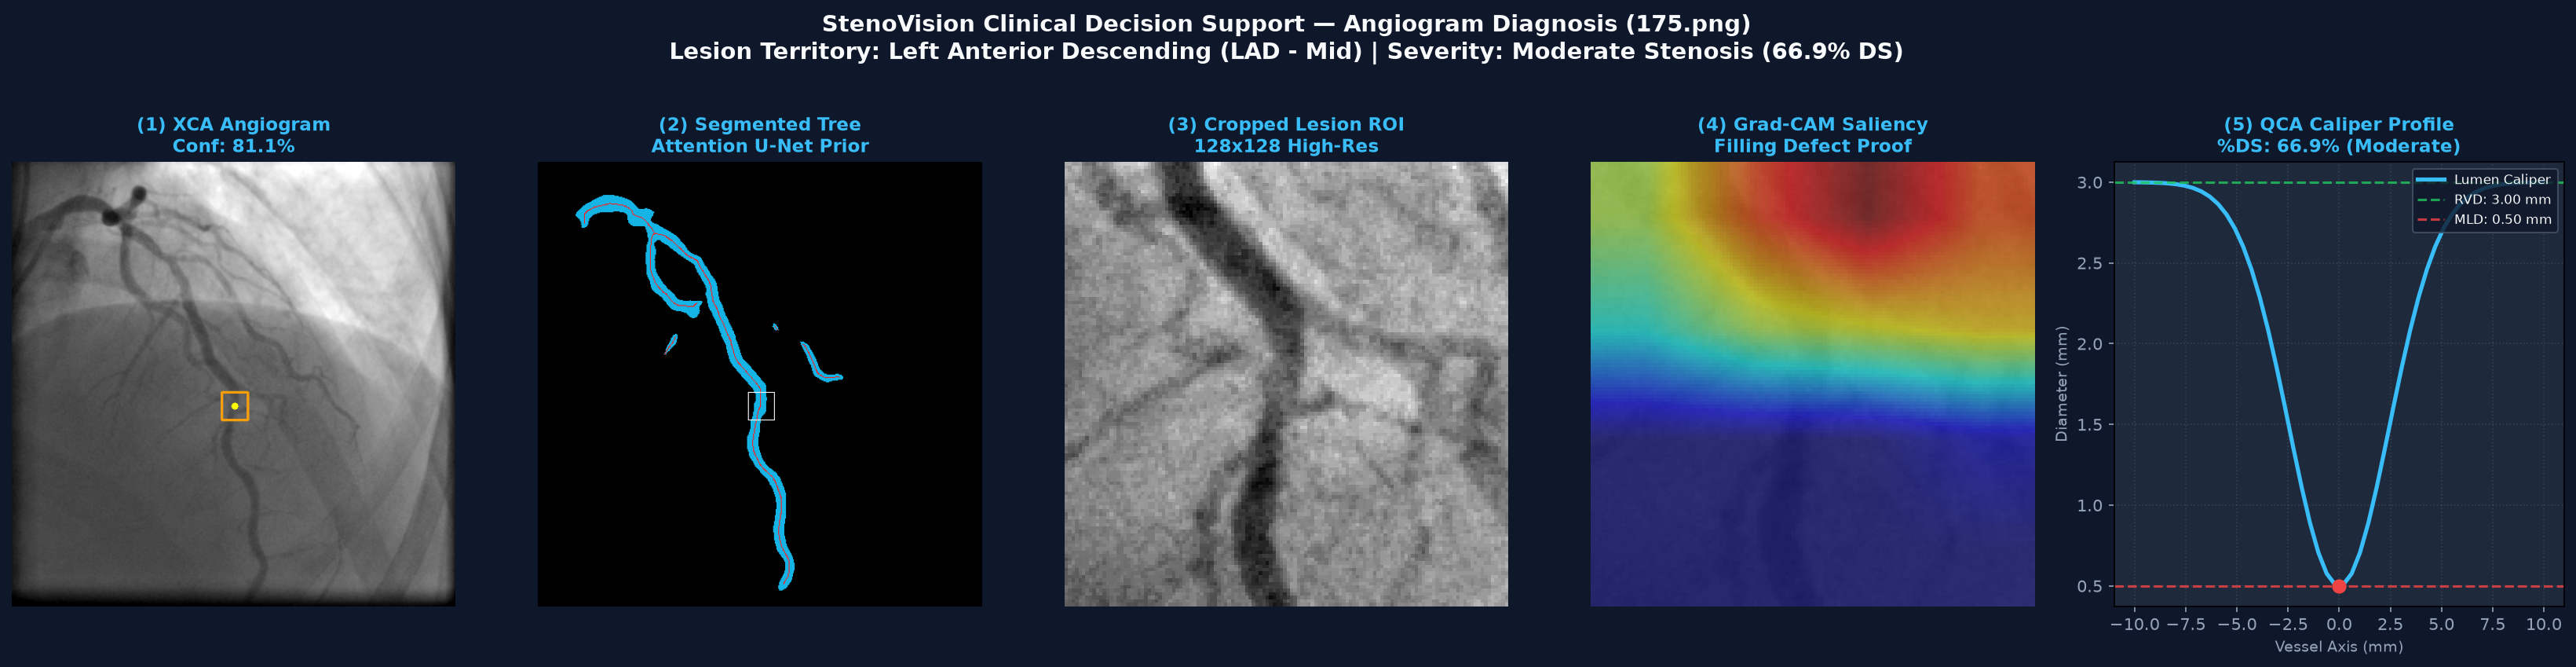 StenoVision Clinical Decision Support — Angiogram Diagnosis (175.png)
Lesion Territory: Left Anterior Descending (LAD - Mid) | Severity: Moderate Stenosis (66.9% DS)
(1) XCA Angiogram
Conf: 81.1%
(2) Segmented Tree
Attention U-Net Prior
(3) Cropped Lesion ROI
128x128 High-Res
(4) Grad-CAM Saliency
Filling Defect Proof
(5) QCA Caliper Profile
%DS: 66.9% (Moderate)
Lumen Caliper
RVD: 3.00 mm
MLD: 0.50 mm
Diameter (mm)
3.0
2.5
2.0
1.5
1.0
0.5
−10.0 −7.5 −5.0 −2.5 0.0 2.5 5.0 7.5 10.0
Vessel Axis (mm)